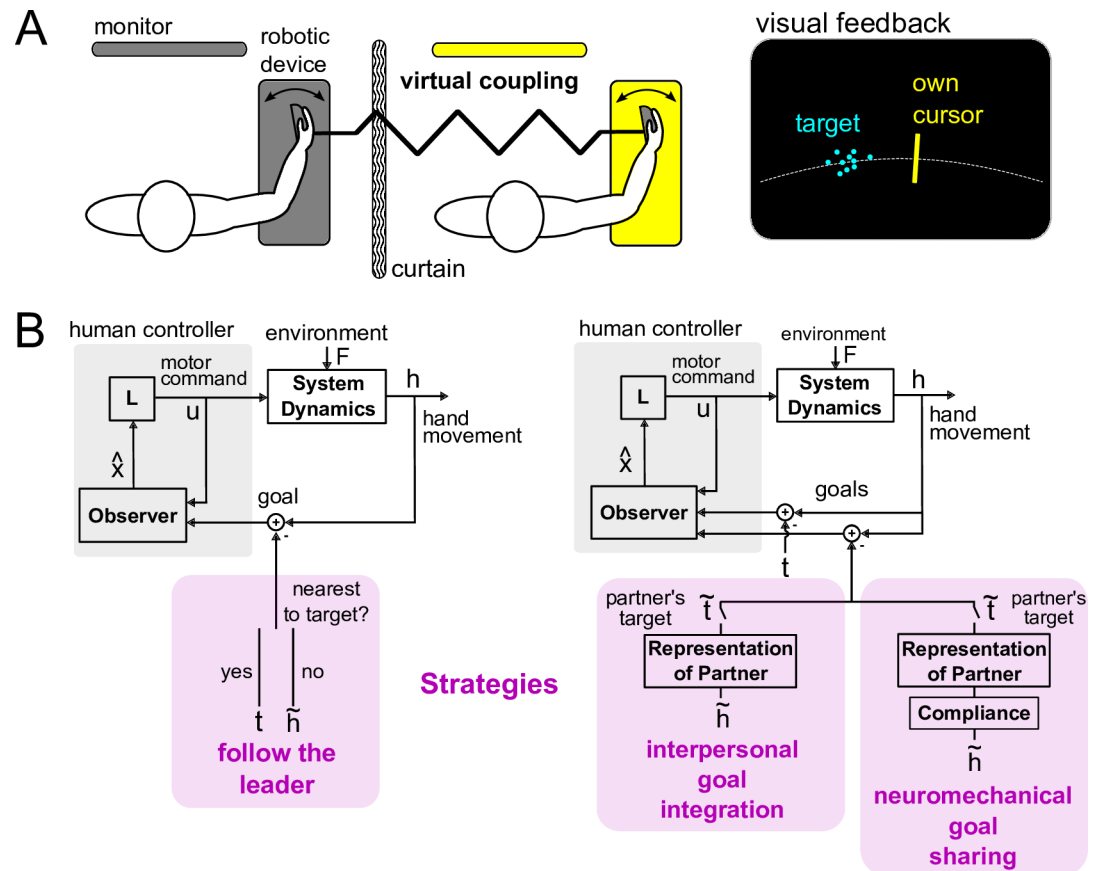 A
monitor
robotic
device
virtual coupling
curtain
visual feedback
own
cursor
target
B
human controller
environment
F
motor
command
L
u
System
Dynamics
h
hand
movement
x̂
Observer
goal
+
-
nearest
to target?
yes
no
t
h̃
follow the
leader
Strategies
human controller
environment
F
motor
command
L
u
System
Dynamics
h
hand
movement
x̂
Observer
goals
+
-
+
-
t
partner's
target
t̃
Representation
of Partner
h̃
interpersonal
goal
integration
t̃
partner's
target
Representation
of Partner
Compliance
h̃
neuromechanical
goal
sharing